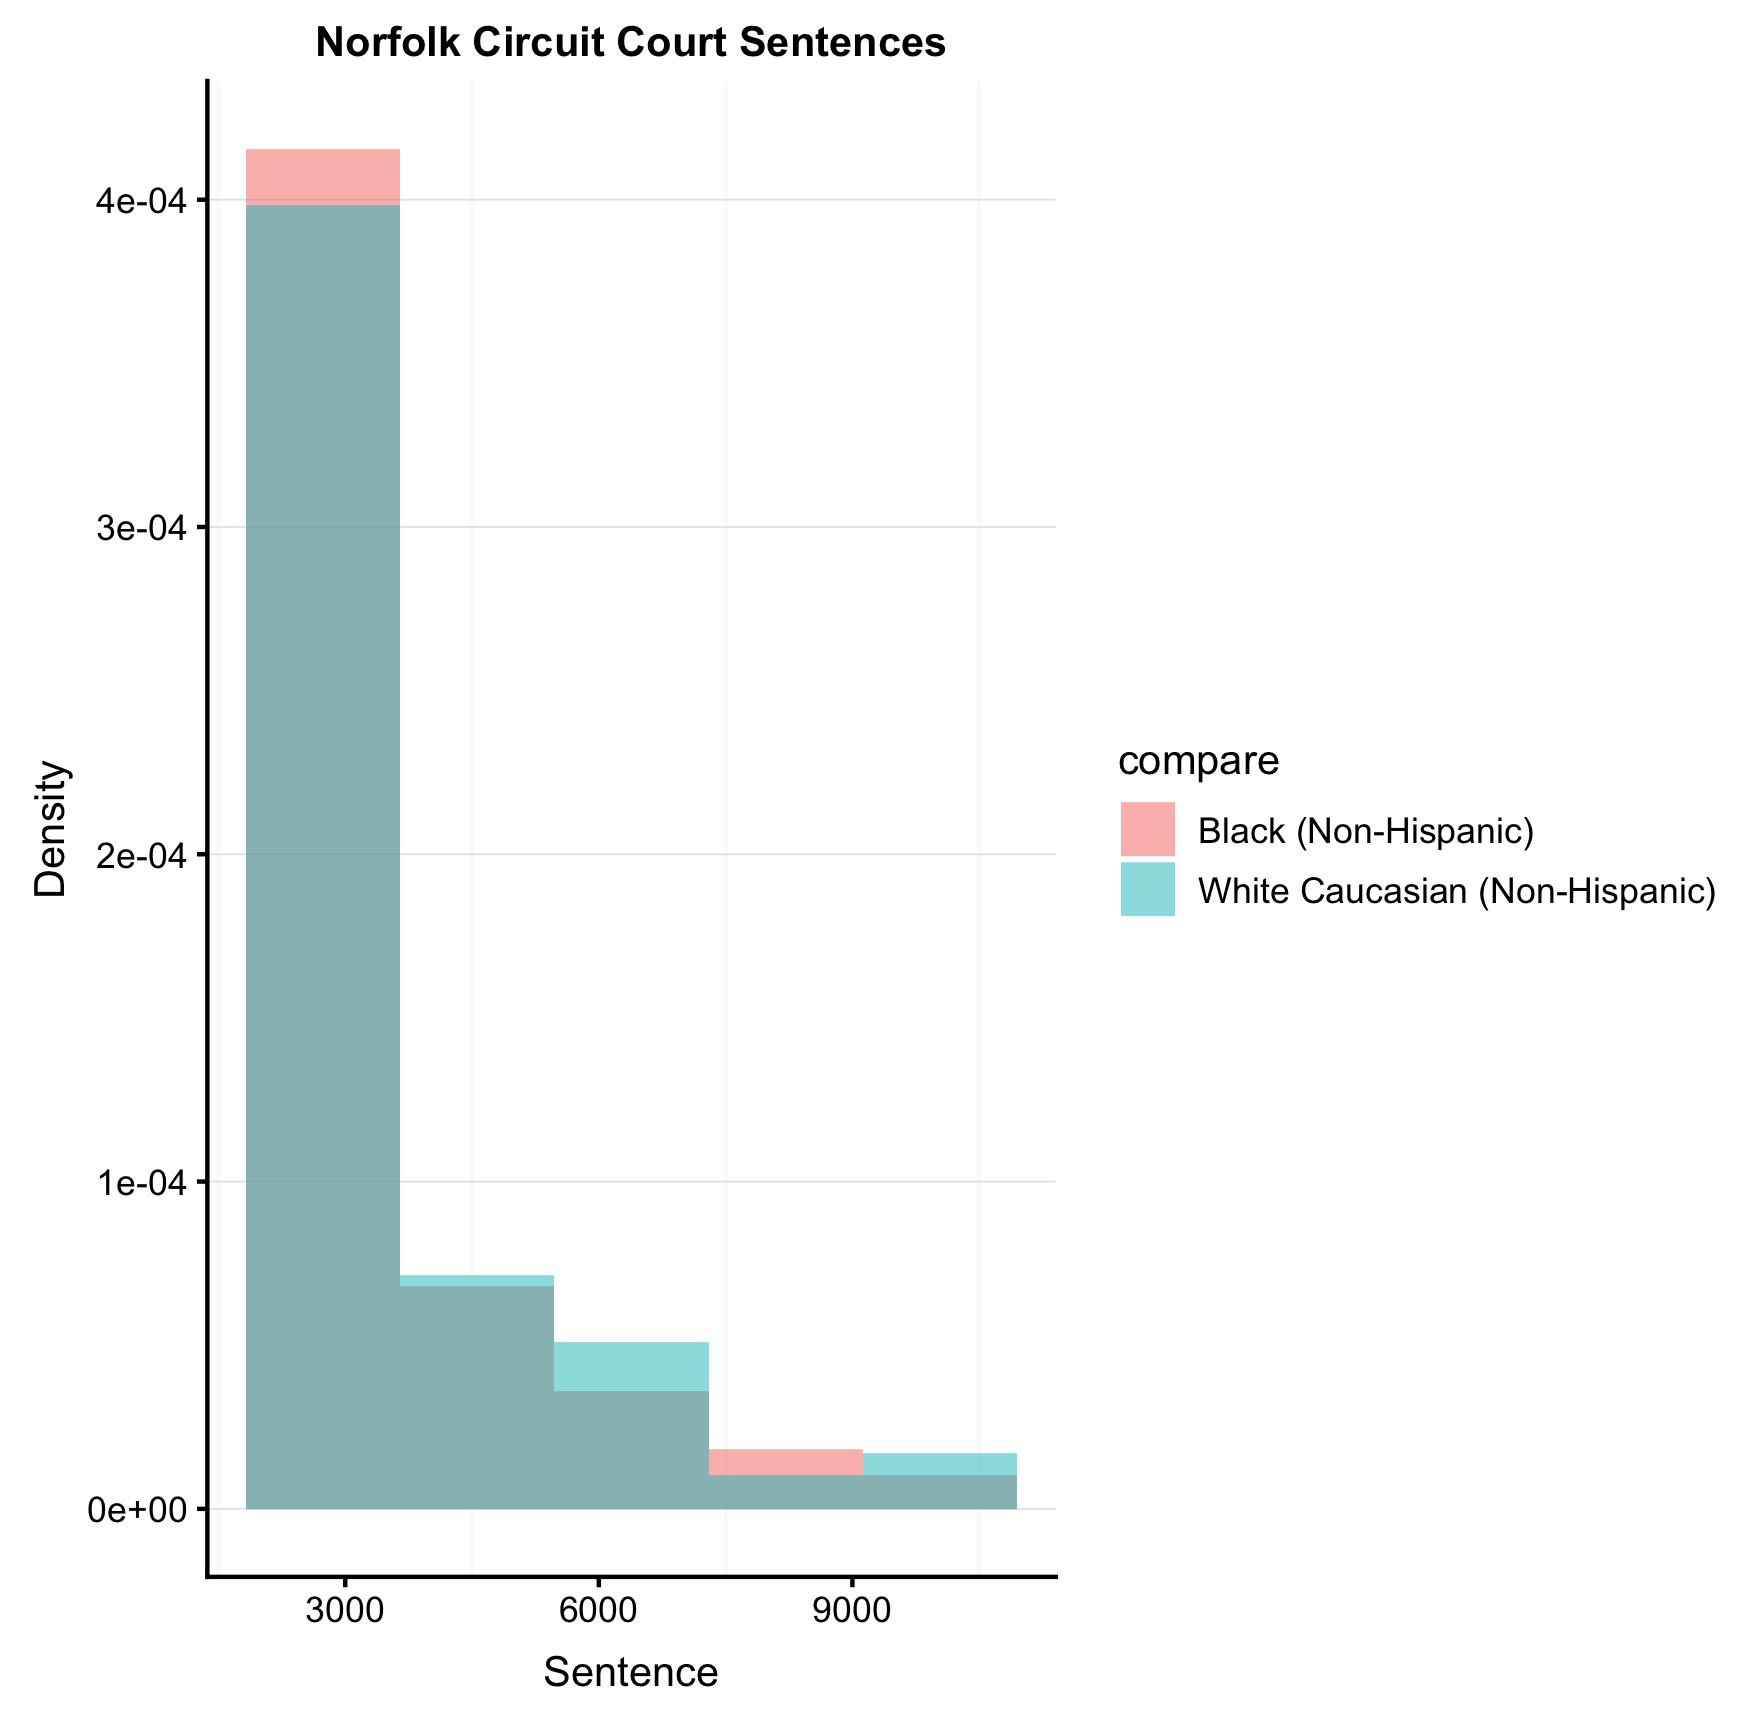 Norfolk Circuit Court Sentences
4e-04
3e-04
2e-04
1e-04
0e+00
Density
3000 6000 9000
Sentence
compare
Black (Non-Hispanic)
White Caucasian (Non-Hispanic)